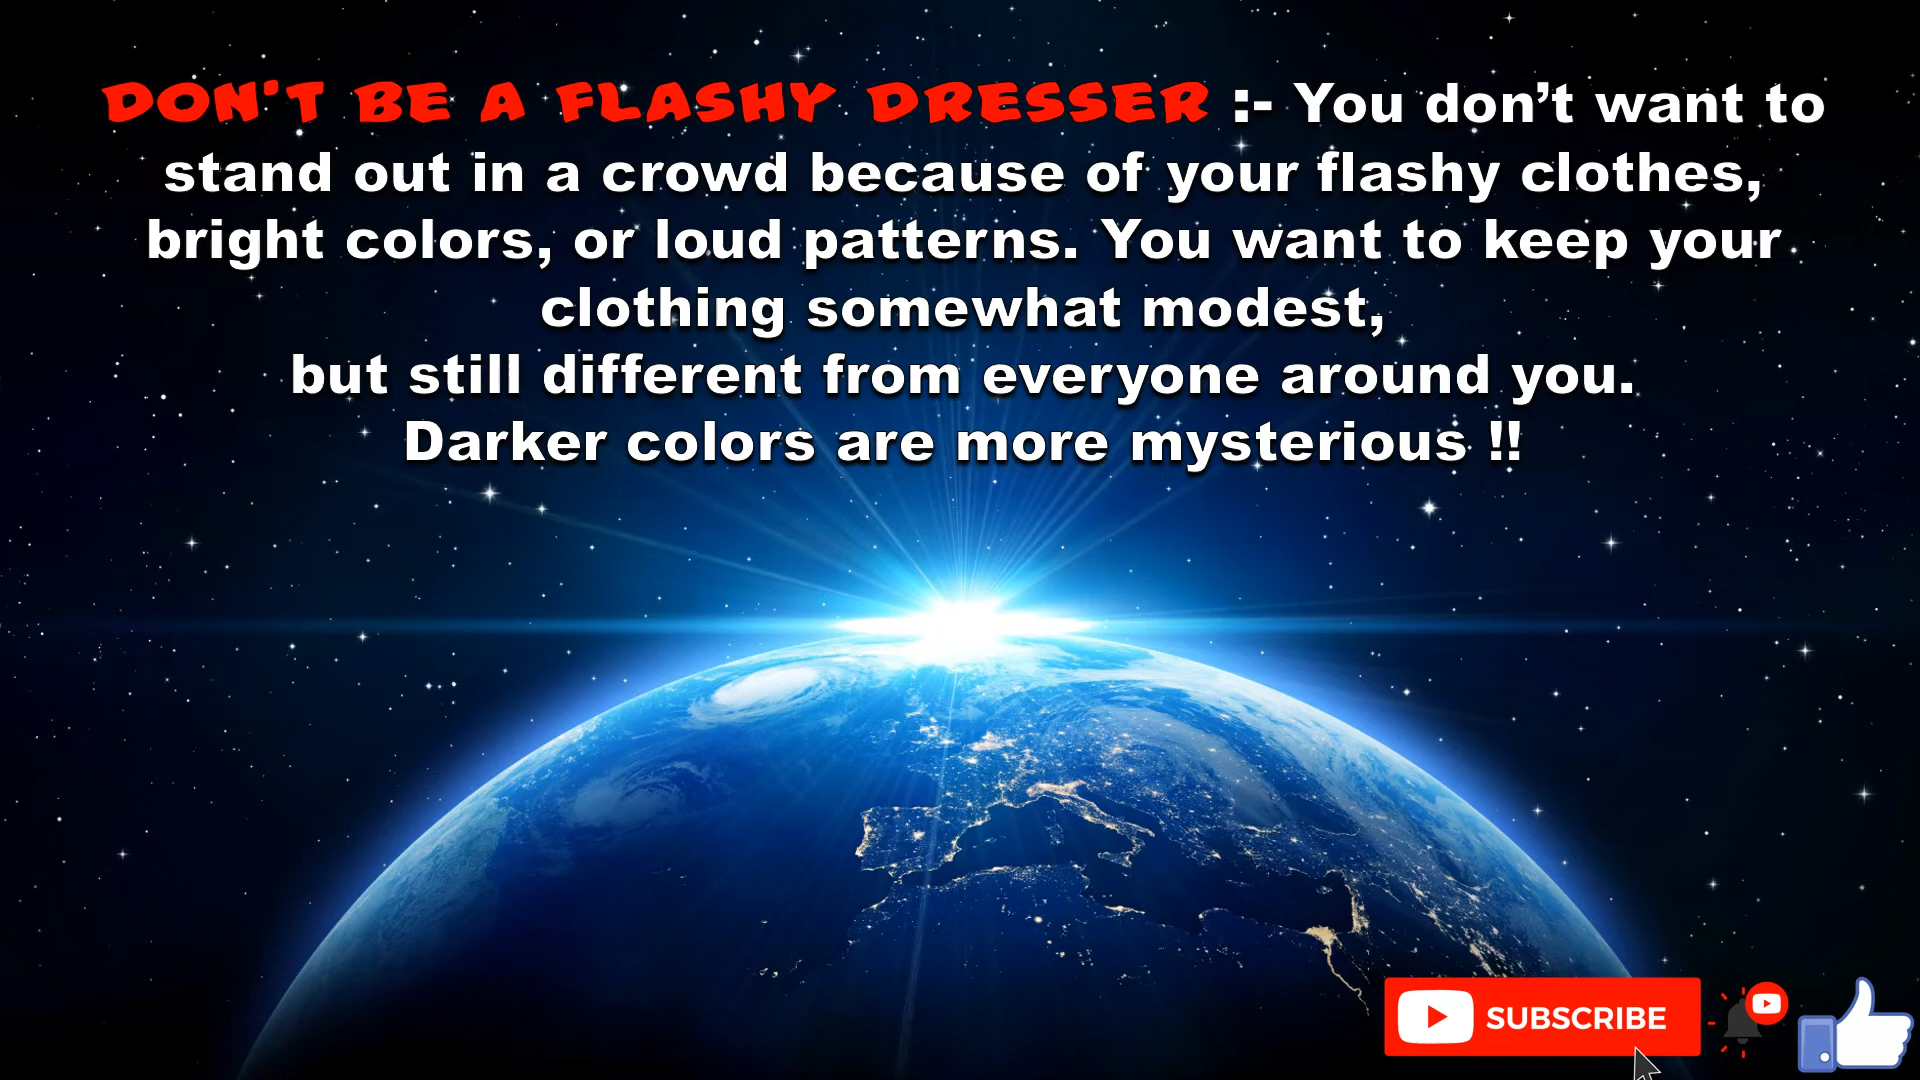 DON'T BE A FLASHY DRESSER :- You don’t want to
stand out in a crowd because of your flashy clothes,
bright colors, or loud patterns. You want to keep your
clothing somewhat modest,
but still different from everyone around you.
Darker colors are more mysterious !!
SUBSCRIBE